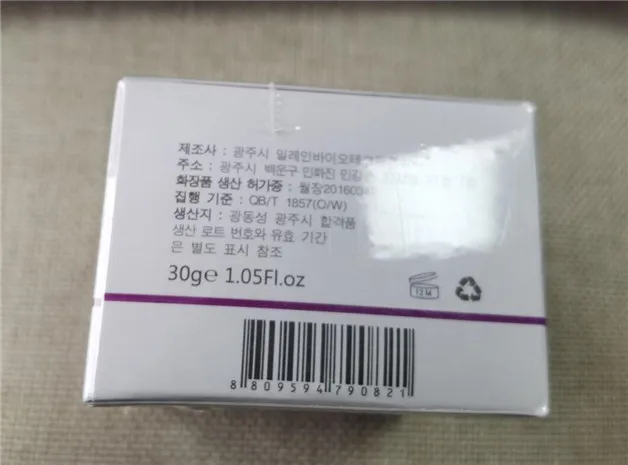 제조사 : 광주시 일레인바이오테
주소 : 광주시 백운구 인화진 민강
화장품 생산 허가증 : 월장2016034
집행 기준 : QB/T 1857(O/W)
생산지 : 광동성 광주시 합격품
생산 로트 번호와 유효 기간
은 별도 표시 참조
30g℮ 1.05Fl.oz
12M
8 809594 790821